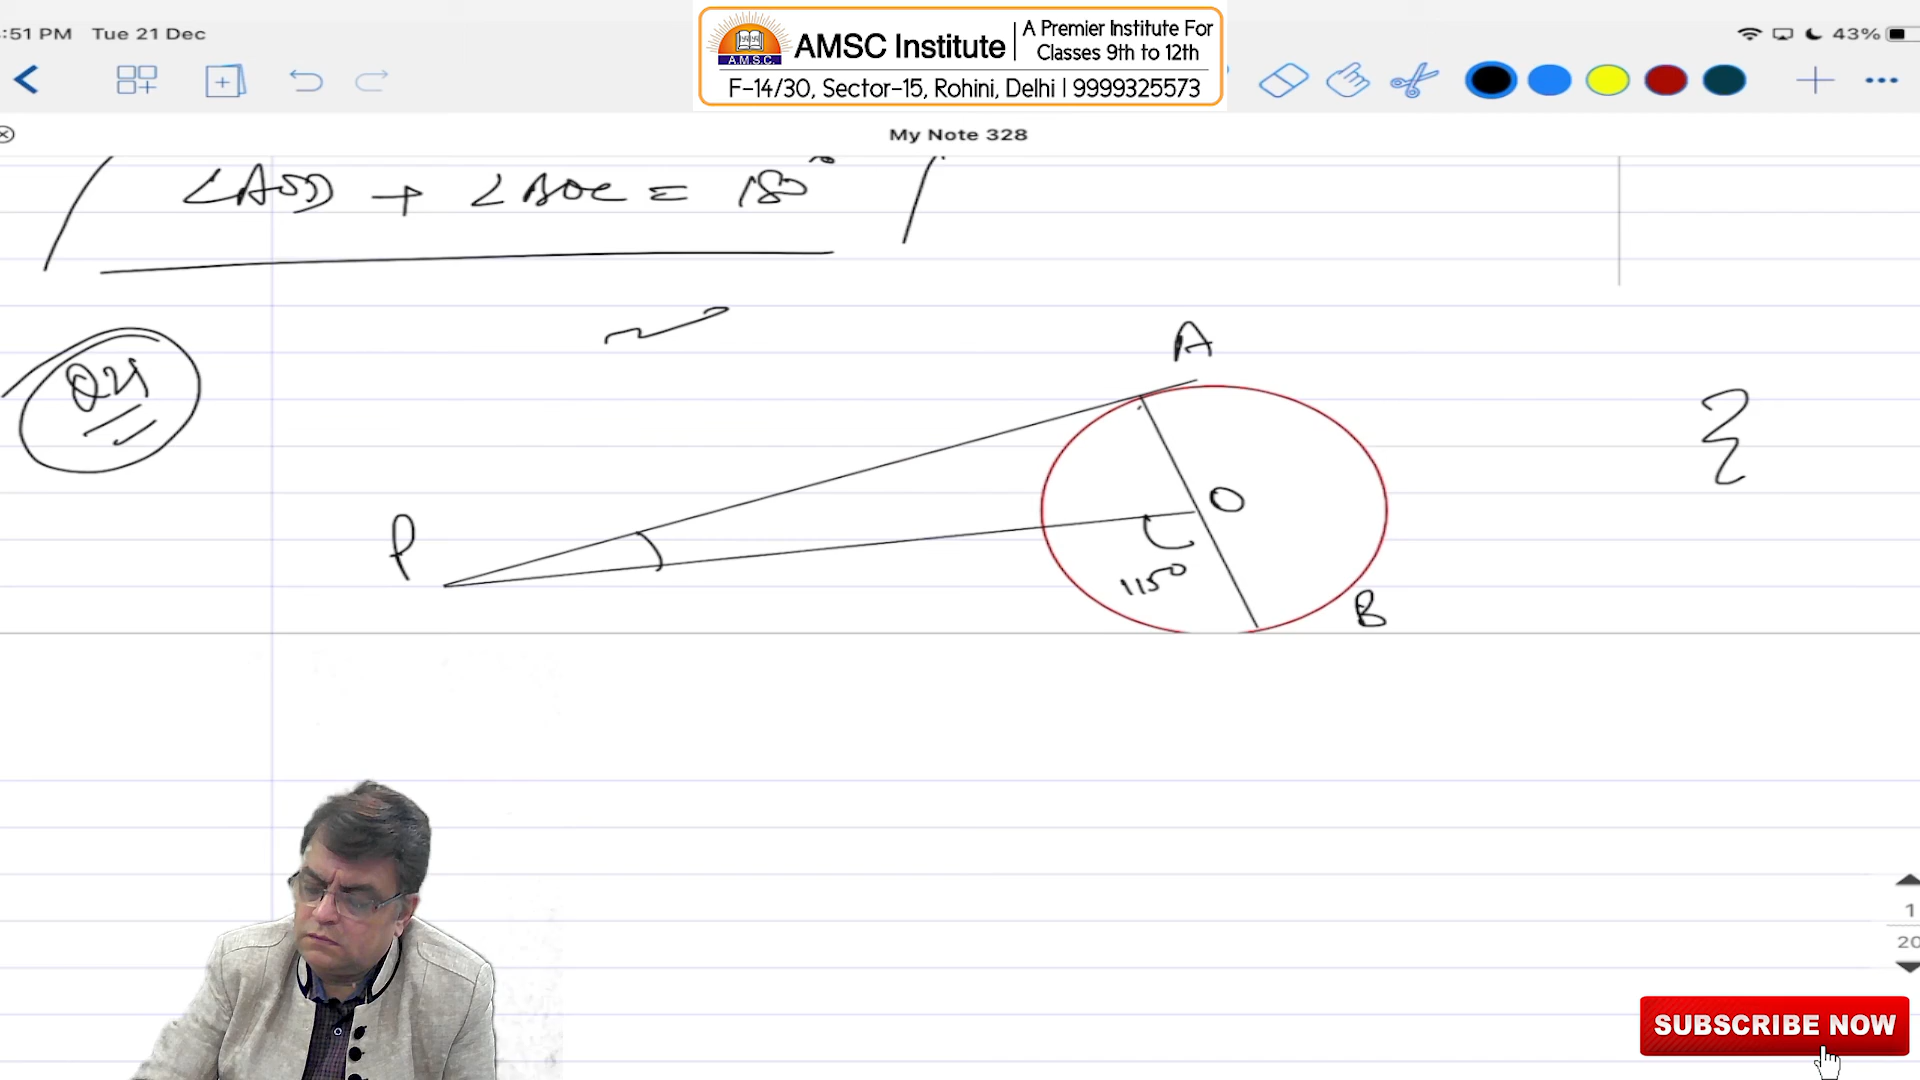 :51 PM Tue 21 Dec
A.M.S.C.
AMSC Institute
A Premier Institute For
Classes 9th to 12th
F-14/30, Sector-15, Rohini, Delhi | 9999325573
43%
My Note 328
∠AOD + ∠BOC = 180°
Q21
A
O
P
115°
B
1
20
SUBSCRIBE NOW